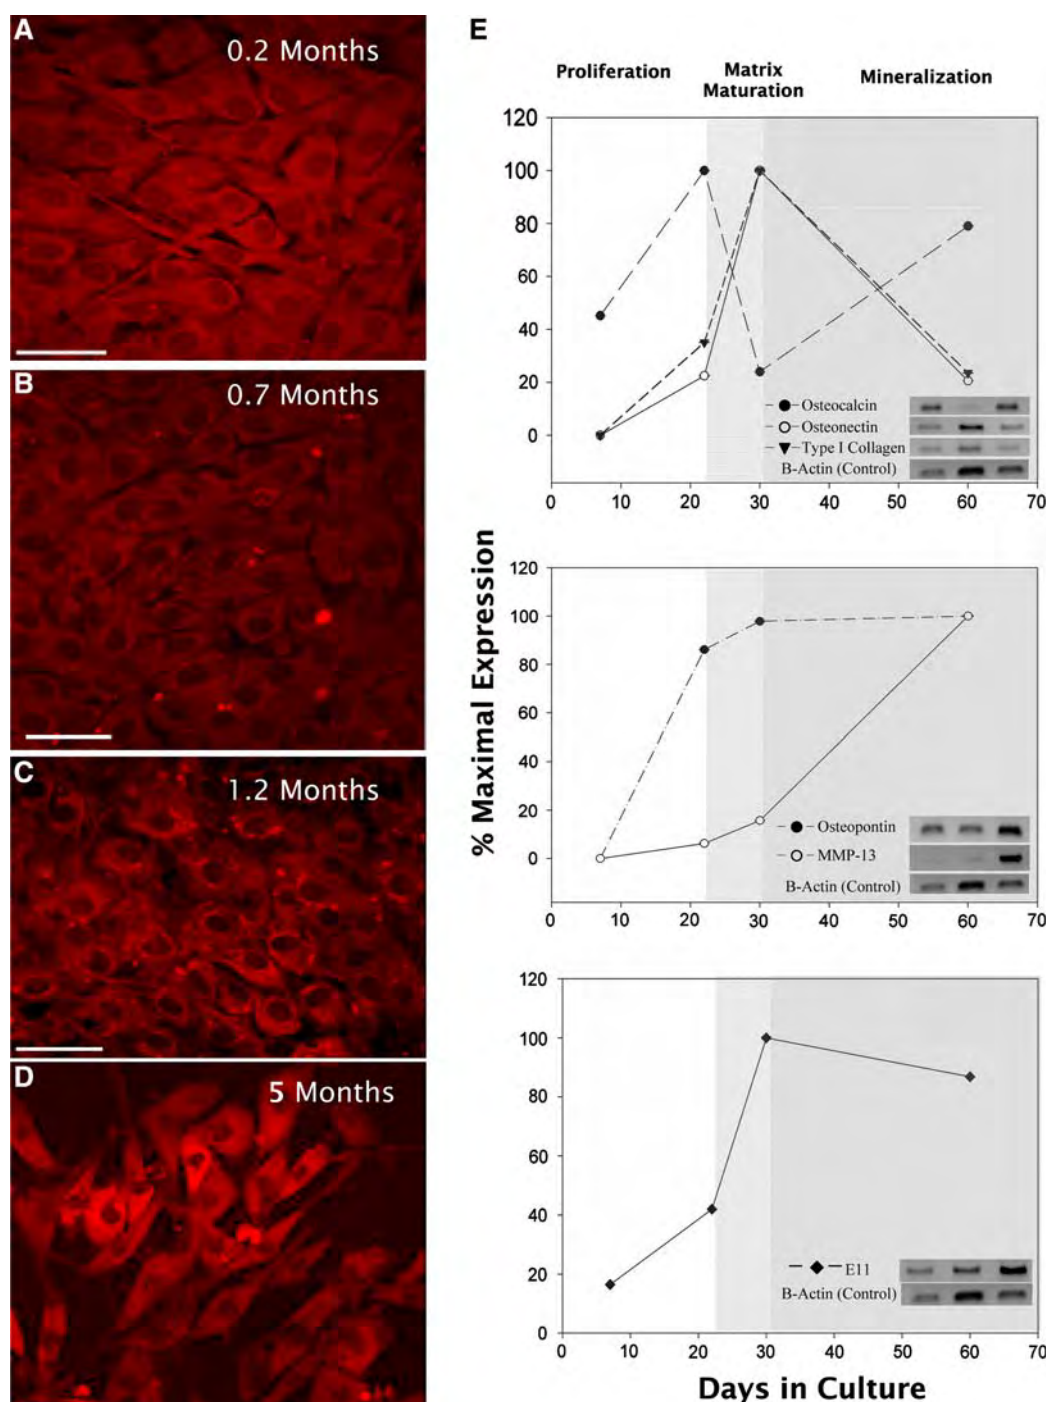 A
0.2 Months
B
0.7 Months
C
1.2 Months
D
5 Months
E
Proliferation
Matrix
Maturation
Mineralization
120
100
80
60
40
20
0
Osteocalcin
Osteonectin
Type I Collagen
B-Actin (Control)
0 10 20 30 40 50 60 70
% Maximal Expression
120
100
80
60
40
20
0
Osteopontin
MMP-13
B-Actin (Control)
0 10 20 30 40 50 60 70
120
100
80
60
40
20
0
E11
B-Actin (Control)
0 10 20 30 40 50 60 70
Days in Culture